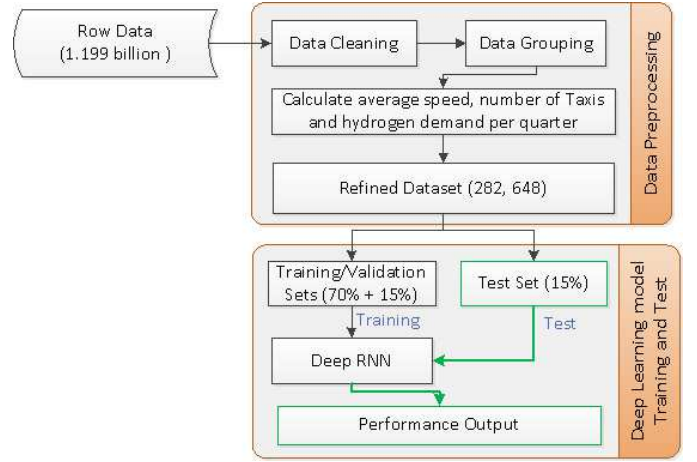 Row Data
(1.199 billion )
Data Cleaning
Data Grouping
Calculate average speed, number of Taxis
and hydrogen demand per quarter
Refined Dataset (282, 648)
Data Preprocessing
Training/Validation
Sets (70% + 15%)
Test Set (15%)
Training
Test
Deep RNN
Performance Output
Deep Learning model
Training and Test